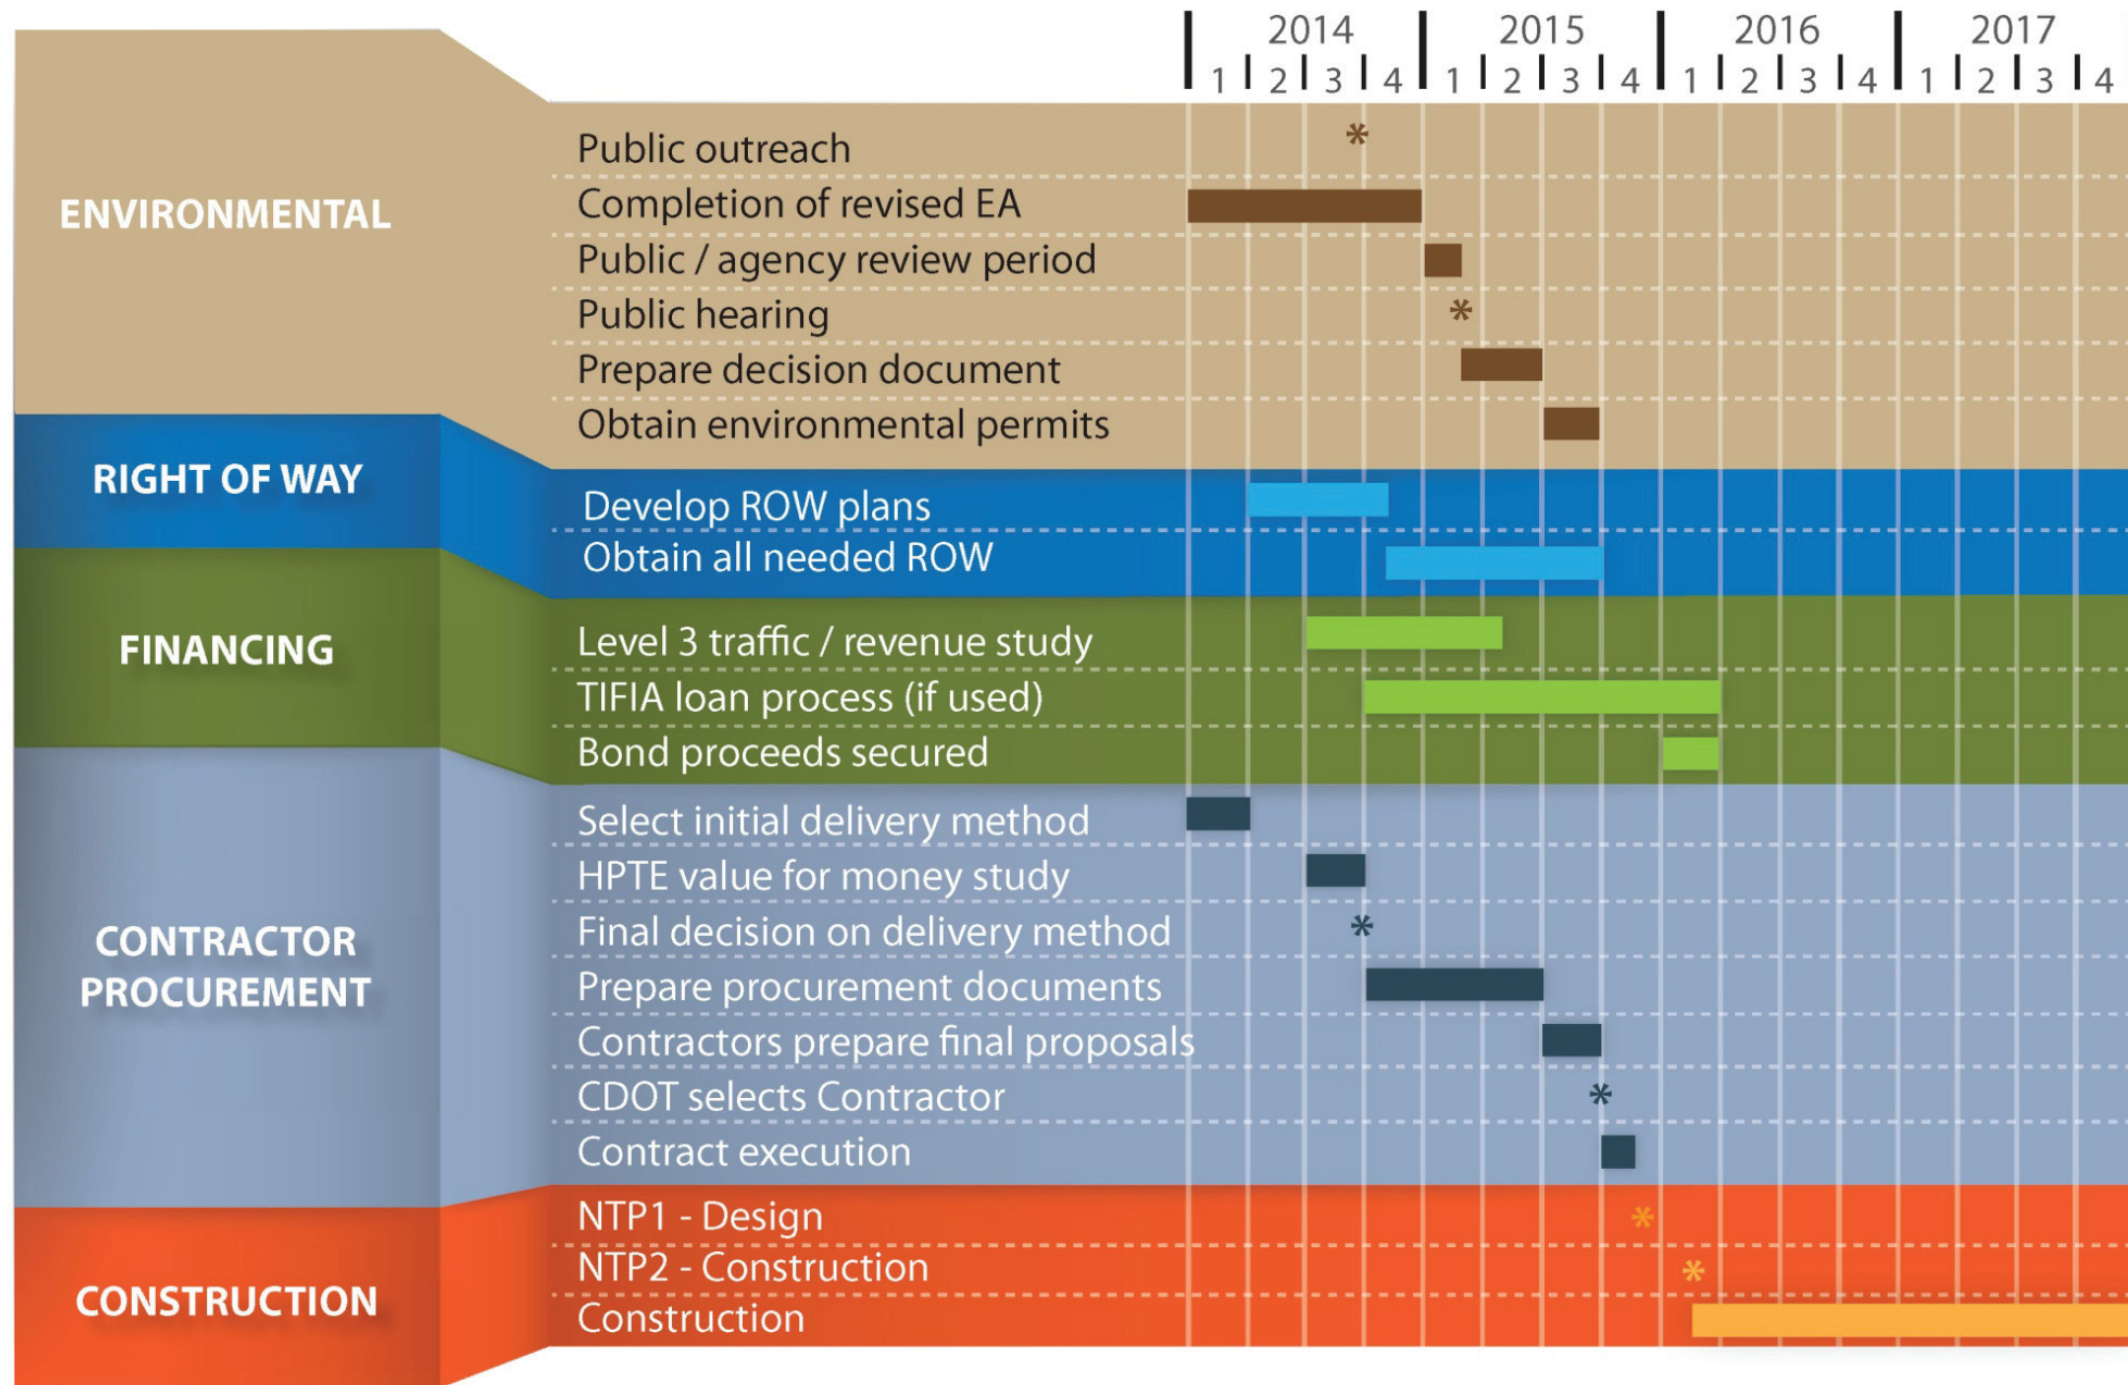 2014 2015 2016 2017
1 2 3 4 1 2 3 4 1 2 3 4 1 2 3 4
ENVIRONMENTAL
Public outreach
*
Completion of revised EA
Public / agency review period
Public hearing
*
Prepare decision document
Obtain environmental permits
RIGHT OF WAY
Develop ROW plans
Obtain all needed ROW
FINANCING
Level 3 traffic / revenue study
TIFIA loan process (if used)
Bond proceeds secured
CONTRACTOR
PROCUREMENT
Select initial delivery method
HPTE value for money study
Final decision on delivery method
*
Prepare procurement documents
Contractors prepare final proposals
CDOT selects Contractor
*
Contract execution
CONSTRUCTION
NTP1 - Design
*
NTP2 - Construction
*
Construction